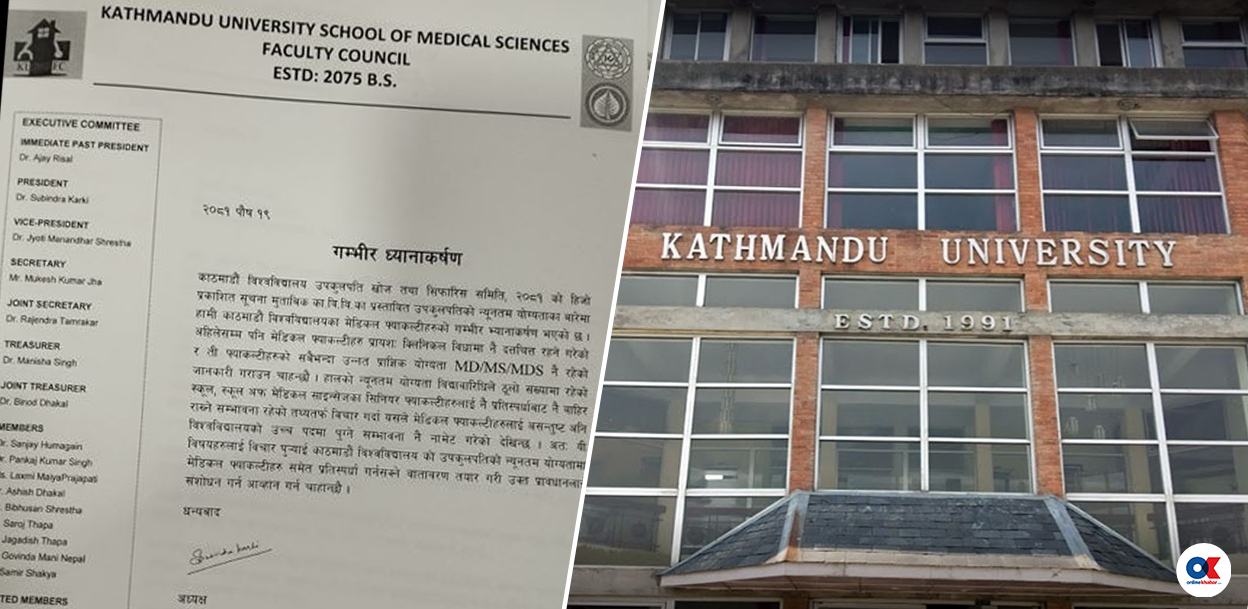 KATHMANDU UNIVERSITY SCHOOL OF MEDICAL SCIENCES
FACULTY COUNCIL
ESTD: 2075 B.S.
EXECUTIVE COMMITTEE
IMMEDIATE PAST PRESIDENT
Dr. Ajay Risal
PRESIDENT
Dr. Subindra Karki
VICE-PRESIDENT
Dr. Jyoti Manandhar Shrestha
SECRETARY
Mr. Mukesh Kumar Jha
JOINT SECRETARY
Dr. Rajendra Tamrakar
TREASURER
Dr. Manisha Singh
JOINT TREASURER
Dr. Binod Dhakal
MEMBERS
Dr. Sanjay Humagain
Dr. Pankaj Kumar Singh
Laxmi MaiyaPrajapati
Ashish Dhakal
Bibhusan Shrestha
Saroj Thapa
Jagadish Thapa
Govinda Mani Nepal
Samir Shakya
MEMBERS
२०८१ पौष १९
गम्भीर ध्यानाकर्षण
काठमाडौं विश्वविद्यालय उपकूलपति खोज तथा सिफारिस समिति, २०८१ को हिजो
प्रकाशित सूचना मुताबिक का.वि.वि.का प्रस्तावित उपकूलपतिको न्यूनतम योग्यताका बारेमा
हामी काठमाडौं विश्वविद्यालयका मेडिकल फ्याकल्टीहरुको गम्भीर भ्यानाकर्षण भएको छ ।
अहिलेसम्म पनि मेडिकल फ्याकल्टीहरु प्रायशः क्लिनिकल विधामा नै दत्तचित्त रहने गरेको
र ती फ्याकल्टीहरुको सबैभन्दा उन्नत प्राज्ञिक योग्यता MD/MS/MDS नै रहेको
जानकारी गराउन चाहन्छौं । हालको न्यूनतम योग्यता विद्यावारिधिले ठूलो संख्यामा रहेको
स्कूल, स्कूल अफ मेडिकल साइन्सेजका सिनियर फ्याकल्टीहरुलाई नै प्रतिस्पर्धाबाट नै बाहिर
राख्ने सम्भावना रहेको तथ्यतर्फ विचार गर्दा यसले मेडिकल फ्याकल्टीहरुलाई असन्तुष्ट अनि
विश्वविद्यालयको उच्च पदमा पुग्ने सम्भावना नै नामेट गरेको देखिन्छ । अतः यी
विषयहरुलाई विचार पुर्‍याई काठमाडौं विश्वविद्यालय को उपकूलपतिको न्यूनतम योग्यतामा
मेडिकल फ्याकल्टिहरु समेत प्रतिस्पर्धा गर्नसक्ने वातावरण तयार गरी उक्त प्रावधानलाई
संशोधन गर्न आव्हान गर्न चाहान्छौं ।
धन्यवाद
अध्यक्ष
KATHMANDU UNIVERSITY
ESTD. 1991
OK
onlinekhabar